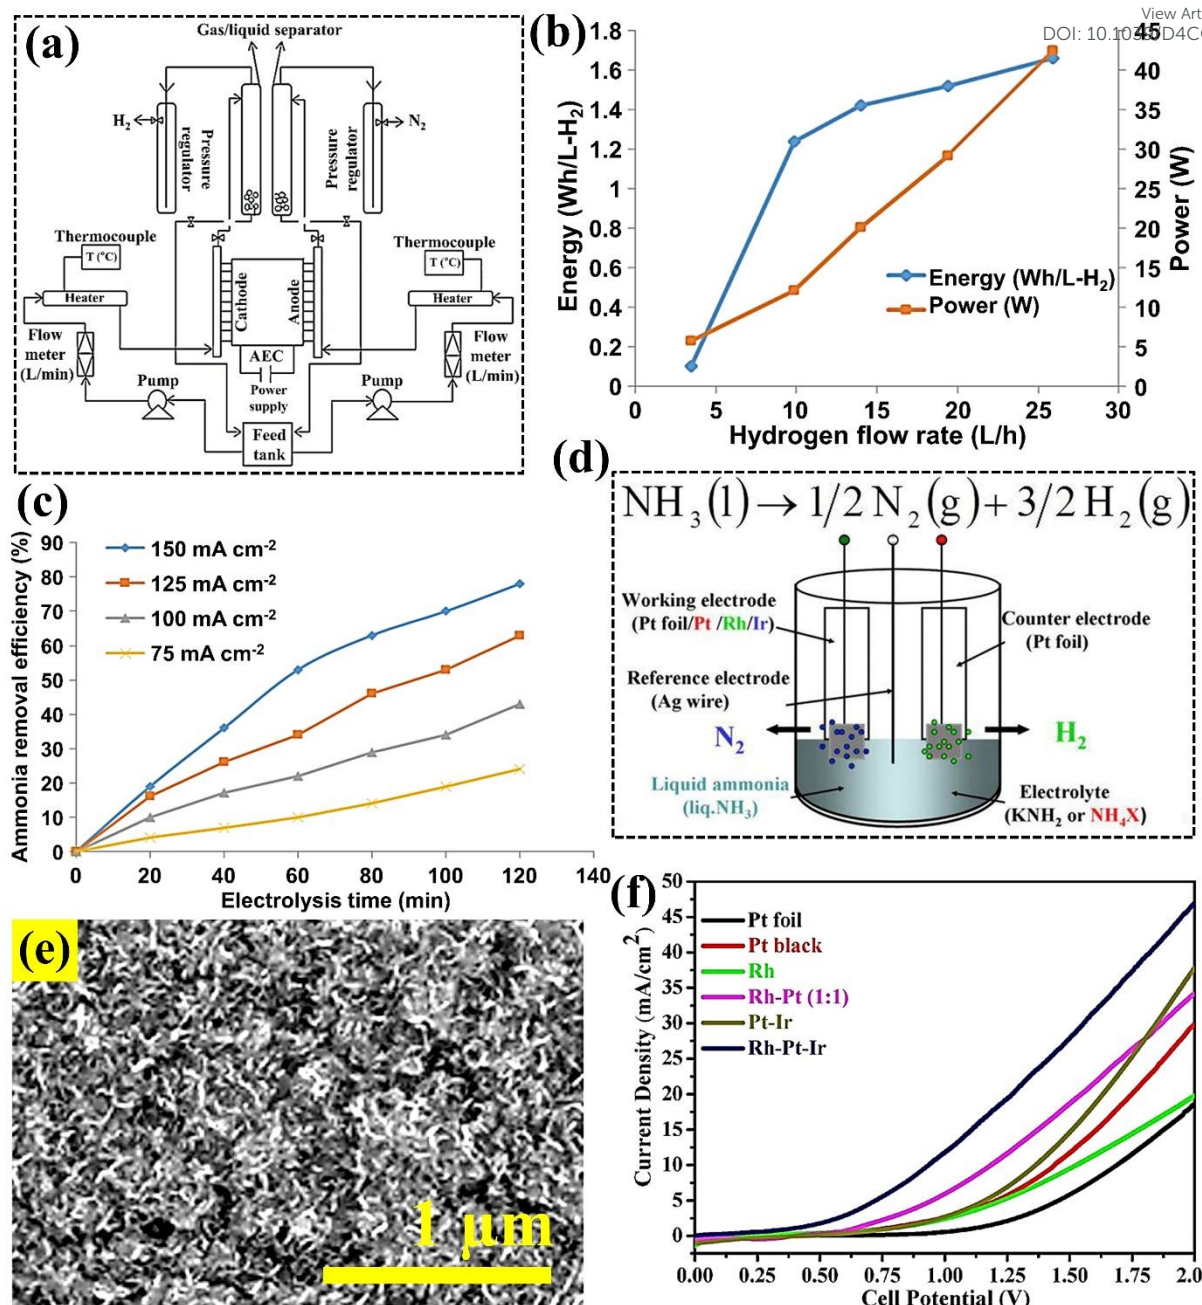 View Art
DOI: 10.1039/D4C
(a)
Gas/liquid separator
H2
N2
Pressure
regulator
Pressure
regulator
Thermocouple
T (°C)
Thermocouple
T (°C)
Heater
Heater
Cathode
Anode
Flow
meter
(L/min)
Flow
meter
(L/min)
AEC
Power
supply
Pump
Pump
Feed
tank
(b)
Energy (Wh/L-H2)
1.8
1.6
1.4
1.2
1
0.8
0.6
0.4
0.2
0
45
40
35
30
25
20
15
10
5
0
Power (W)
Energy (Wh/L-H2)
Power (W)
0 5 10 15 20 25 30
Hydrogen flow rate (L/h)
(c)
Ammonia removal efficiency (%)
90
80
70
60
50
40
30
20
10
0
150 mA cm-2
125 mA cm-2
100 mA cm-2
75 mA cm-2
0 20 40 60 80 100 120 140
Electrolysis time (min)
(d)
NH3(l) → 1/2 N2(g) + 3/2 H2(g)
Working electrode
(Pt foil/Pt /Rh/Ir)
Counter electrode
(Pt foil)
Reference electrode
(Ag wire)
N2
H2
Liquid ammonia
(liq.NH3)
Electrolyte
(KNH2 or NH4X)
(e)
1 μm
(f)
Current Density (mA/cm2)
50
45
40
35
30
25
20
15
10
5
0
Pt foil
Pt black
Rh
Rh-Pt (1:1)
Pt-Ir
Rh-Pt-Ir
0.00 0.25 0.50 0.75 1.00 1.25 1.50 1.75 2.0
Cell Potential (V)